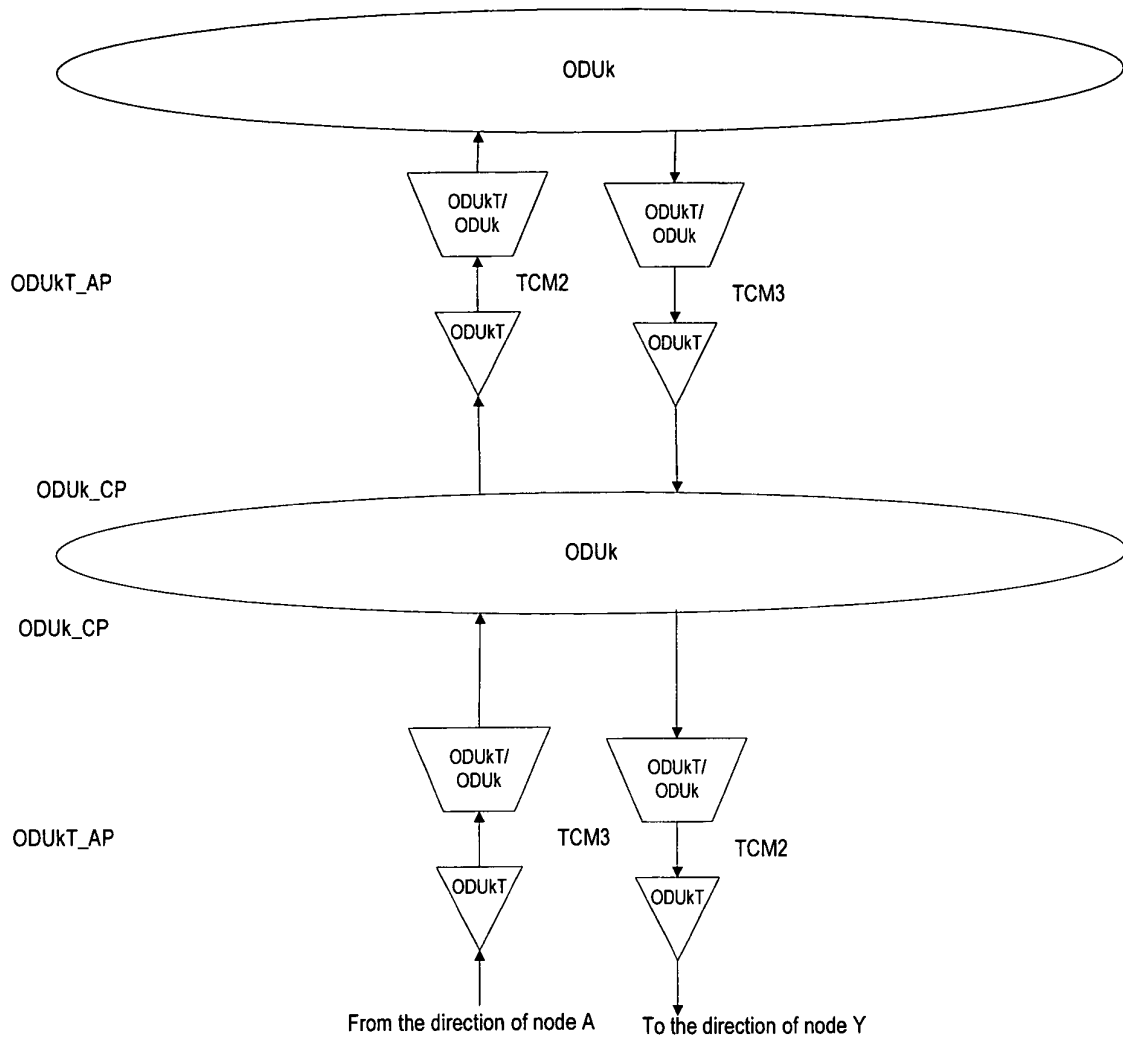 ODUk
ODUkT/
ODUk
ODUkT/
ODUk
ODUkT_AP
TCM2
TCM3
ODUkT
ODUkT
ODUk_CP
ODUk
ODUk_CP
ODUkT/
ODUk
ODUkT/
ODUk
ODUkT_AP
TCM3
TCM2
ODUkT
ODUkT
From the direction of node A
To the direction of node Y